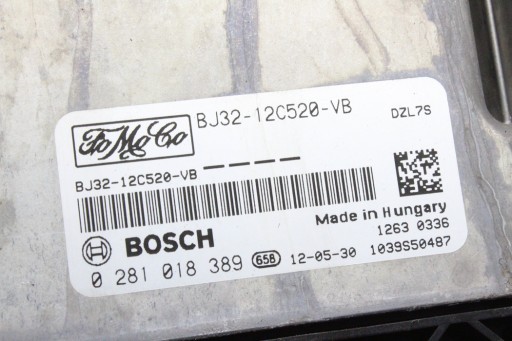 FoMoCo BJ32-12C520-VB DZL7S
BJ32-12C520-VB
Made in Hungary
BOSCH 1263 0336
0 281 018 389 658 12-05-30 1039S50487